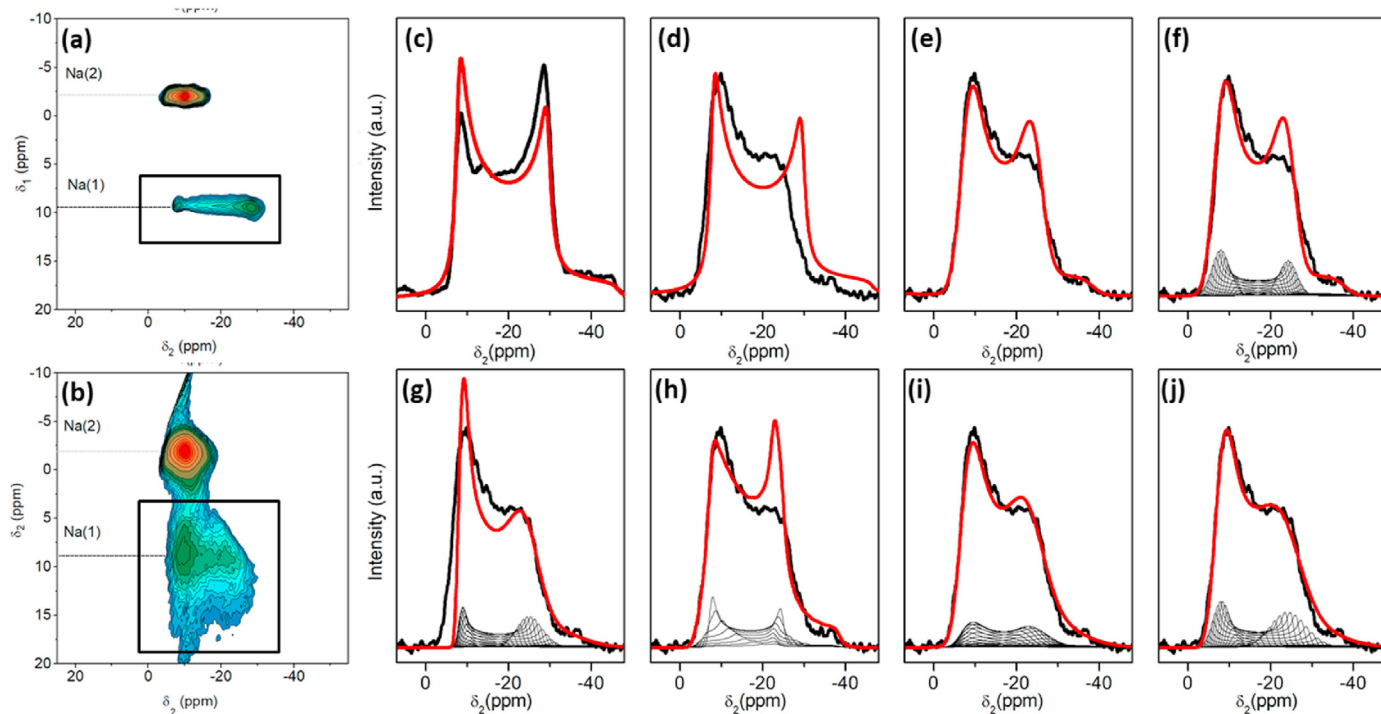 (ppm)
(a)
Na(2)
Na(1)
δ₁ (ppm)
-10
-5
0
5
10
15
20
20
0
-20
-40
δ₂ (ppm)
(c)
(d)
(e)
(f)
Intensity (a.u.)
0
-20
-40
δ₂(ppm)
0
-20
-40
δ₂(ppm)
0
-20
-40
δ₂(ppm)
0
-20
-40
δ₂(ppm)
(ppm)
(b)
Na(2)
Na(1)
δ₂ (ppm)
-10
-5
0
5
10
15
20
20
0
-20
-40
δ₂ (ppm)
(g)
(h)
(i)
(j)
Intensity (a.u.)
0
-20
-40
δ₂(ppm)
0
-20
-40
δ₂(ppm)
0
-20
-40
δ₂(ppm)
0
-20
-40
δ₂(ppm)